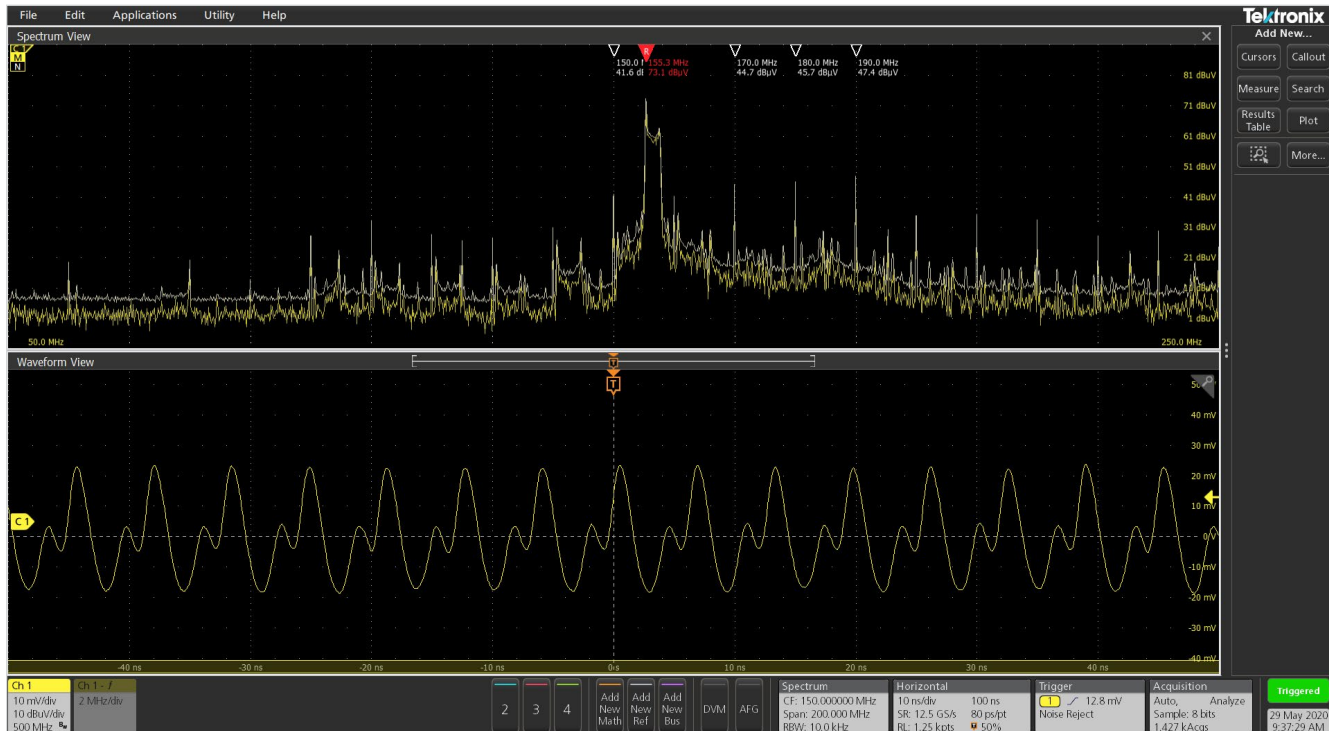 File Edit Applications Utility Help
Tektronix
Add New...
Spectrum View
C 1
M
N
R
155.3 MHz 170.0 MHz 180.0 MHz 190.0 MHz
73.1 dBuV 44.7 dBuV 45.7 dBuV 47.4 dBuV
81 dBuV
71 dBuV
61 dBuV
51 dBuV
41 dBuV
31 dBuV
21 dBuV
1 dBuV
50.0 MHz 250.0 MHz
Cursors Callout
Measure Search
Results Table Plot
More...
Waveform View
T
T
40 mV
30 mV
20 mV
10 mV
0 V
-10 mV
-20 mV
-30 mV
-40 mV
C 1
-40 ns -30 ns -20 ns -10 ns 0 s 10 ns 20 ns 30 ns 40 ns
Ch 1
10 mV/div
10 dBuV/div
500 MHz
Ch 1 - f
2 MHz/div
2 3 4
Add New Math
Add New Ref
Add New Bus
DVM AFG
Spectrum
CF: 150.000000 MHz
Span: 200.000 MHz
RBW: 10.0 kHz
Horizontal
10 ns/div 100 ns
SR: 12.5 GS/s 80 ps/pt
RL: 1.25 kpts 50%
Trigger
1 12.8 mV
Noise Reject
Acquisition
Auto, Analyze
Sample: 8 bits
1.427 kAcqs
Triggered
29 May 2020
9:37:29 AM